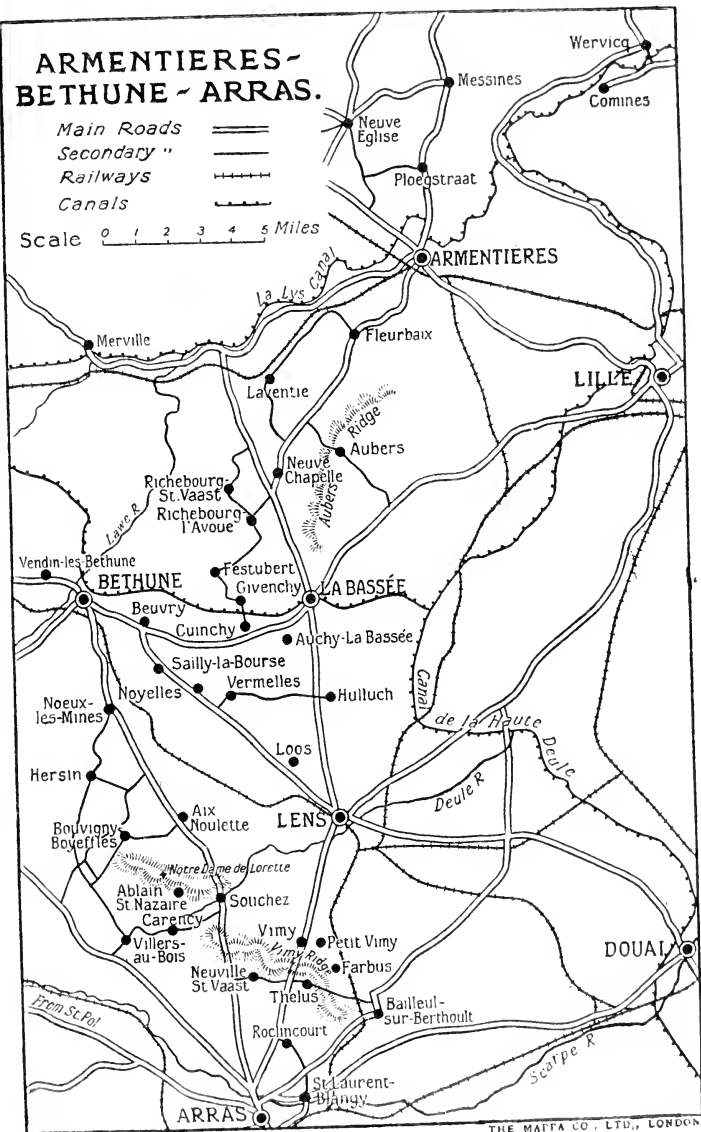 ARMENTIERES-
BETHUNE - ARRAS.
Main Roads
Secondary "
Railways
Canals
Scale 0 1 2 3 4 5 Miles
Wervicq
Messines
Comines
Neuve
Eglise
Ploegstraat
ARMENTIÈRES
La Lys Canal
Merville
Fleurbaix
LILLE
Laventie
Aubers Ridge
Aubers
Neuve
Chapelle
Richebourg-
St. Vaast
Richebourg-
l'Avoue
Lawe R
Vendin-les-Bethune
Festubert
BETHUNE
Givenchy
LA BASSÉE
Beuvry
Cuinchy
Auchy-La Bassée
Sailly-la-Bourse
Noyelles
Vermelles
Hulluch
Noeux-
les-Mines
Canal
de la Haute
Deule
Loos
Hersin
Deule R
Aix
Noulette
LENS
Bouvigny-
Boyeffles
Notre Dame de Lorette
Ablain
St. Nazaire
Souchez
Carency
Vimy
Petit Vimy
Villers-
au-Bois
Vimy Ridge
DOUAI
Farbus
Neuville
St Vaast
Thelus
Bailleul-
sur-Berthoult
From St. Pol
Roclincourt
Scarpe R
St Laurent-
Blangy
ARRAS
THE MAPPA CO. LTD., LONDON